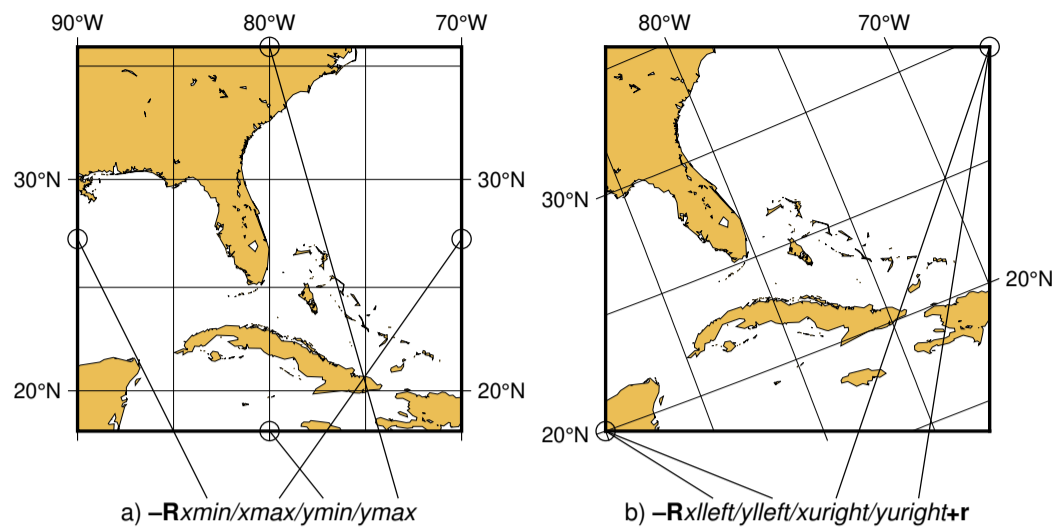 90°W 80°W 70°W
80°W 70°W
30°N 30°N
30°N
20°N
20°N 20°N
20°N
a) –Rxmin/xmax/ymin/ymax
b) –Rxlleft/ylleft/xuright/yuright+r